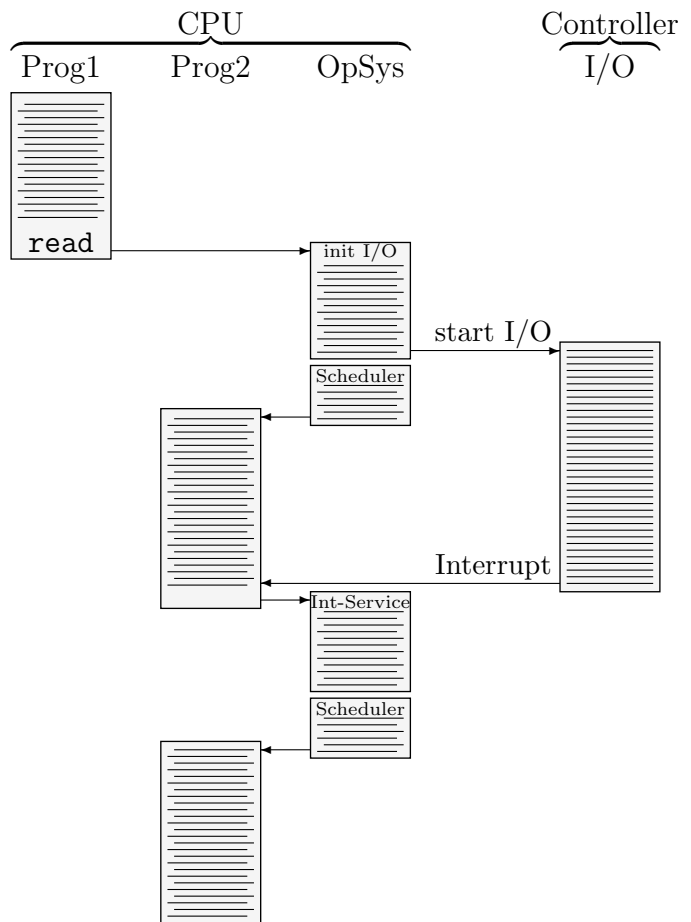 CPU Controller
Prog1 Prog2 OpSys I/O
read
init I/O
start I/O
Scheduler
Interrupt
Int-Service
Scheduler